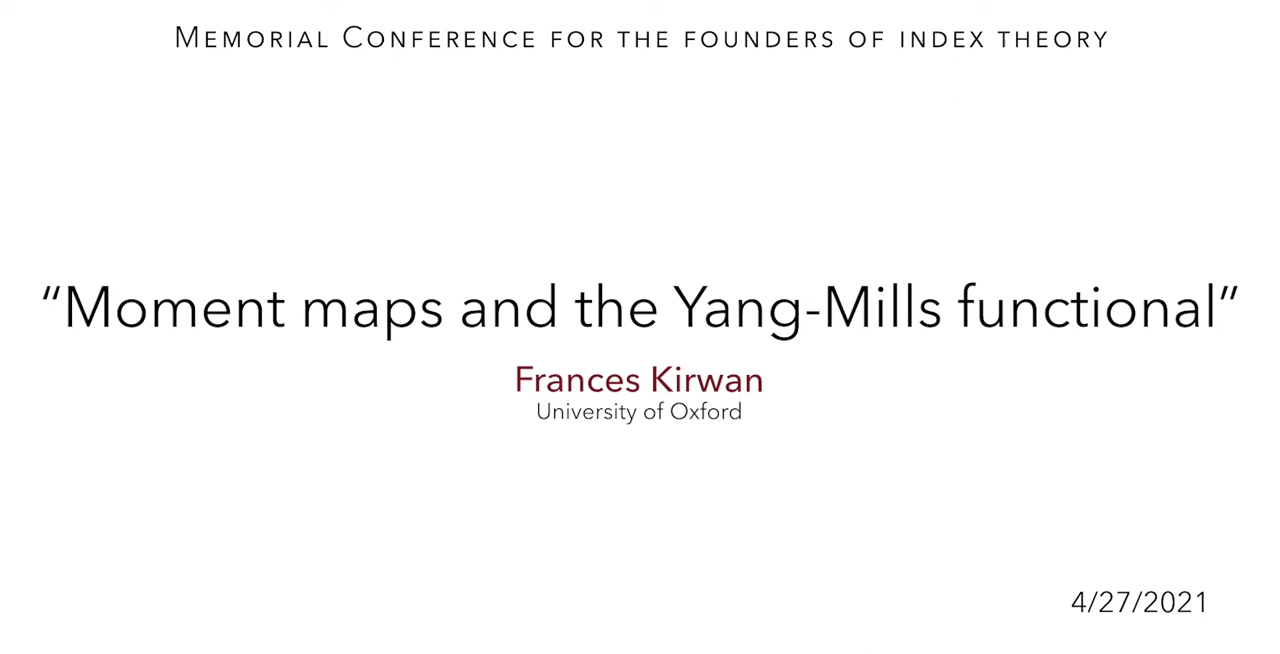 MEMORIAL CONFERENCE FOR THE FOUNDERS OF INDEX THEORY
“Moment maps and the Yang-Mills functional”
Frances Kirwan
University of Oxford
4/27/2021